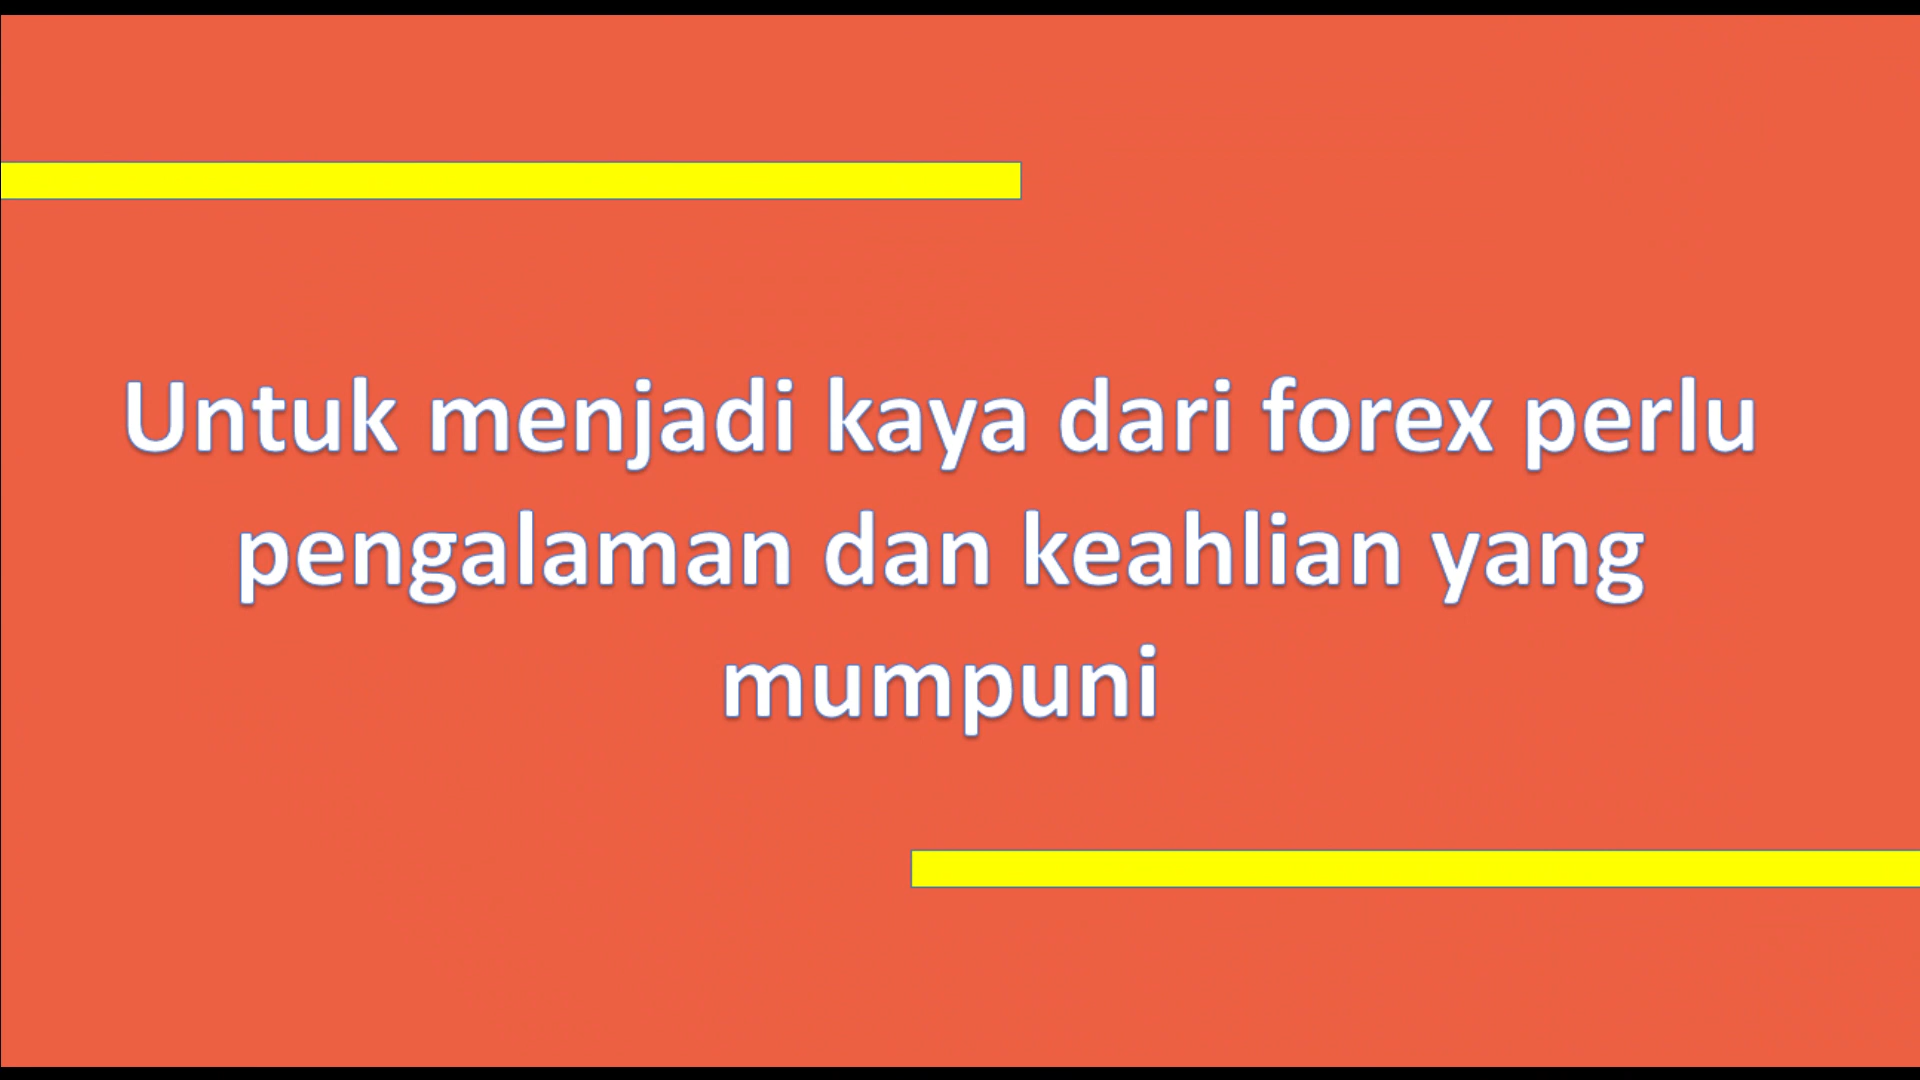 Untuk menjadi kaya dari forex perlu
pengalaman dan keahlian yang
mumpuni